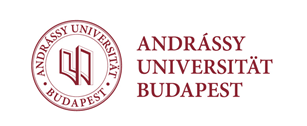 ANDRÁSSY UNIVERSITÄT
· BUDAPEST ·
ANDRÁSSY
UNIVERSITÄT
BUDAPEST